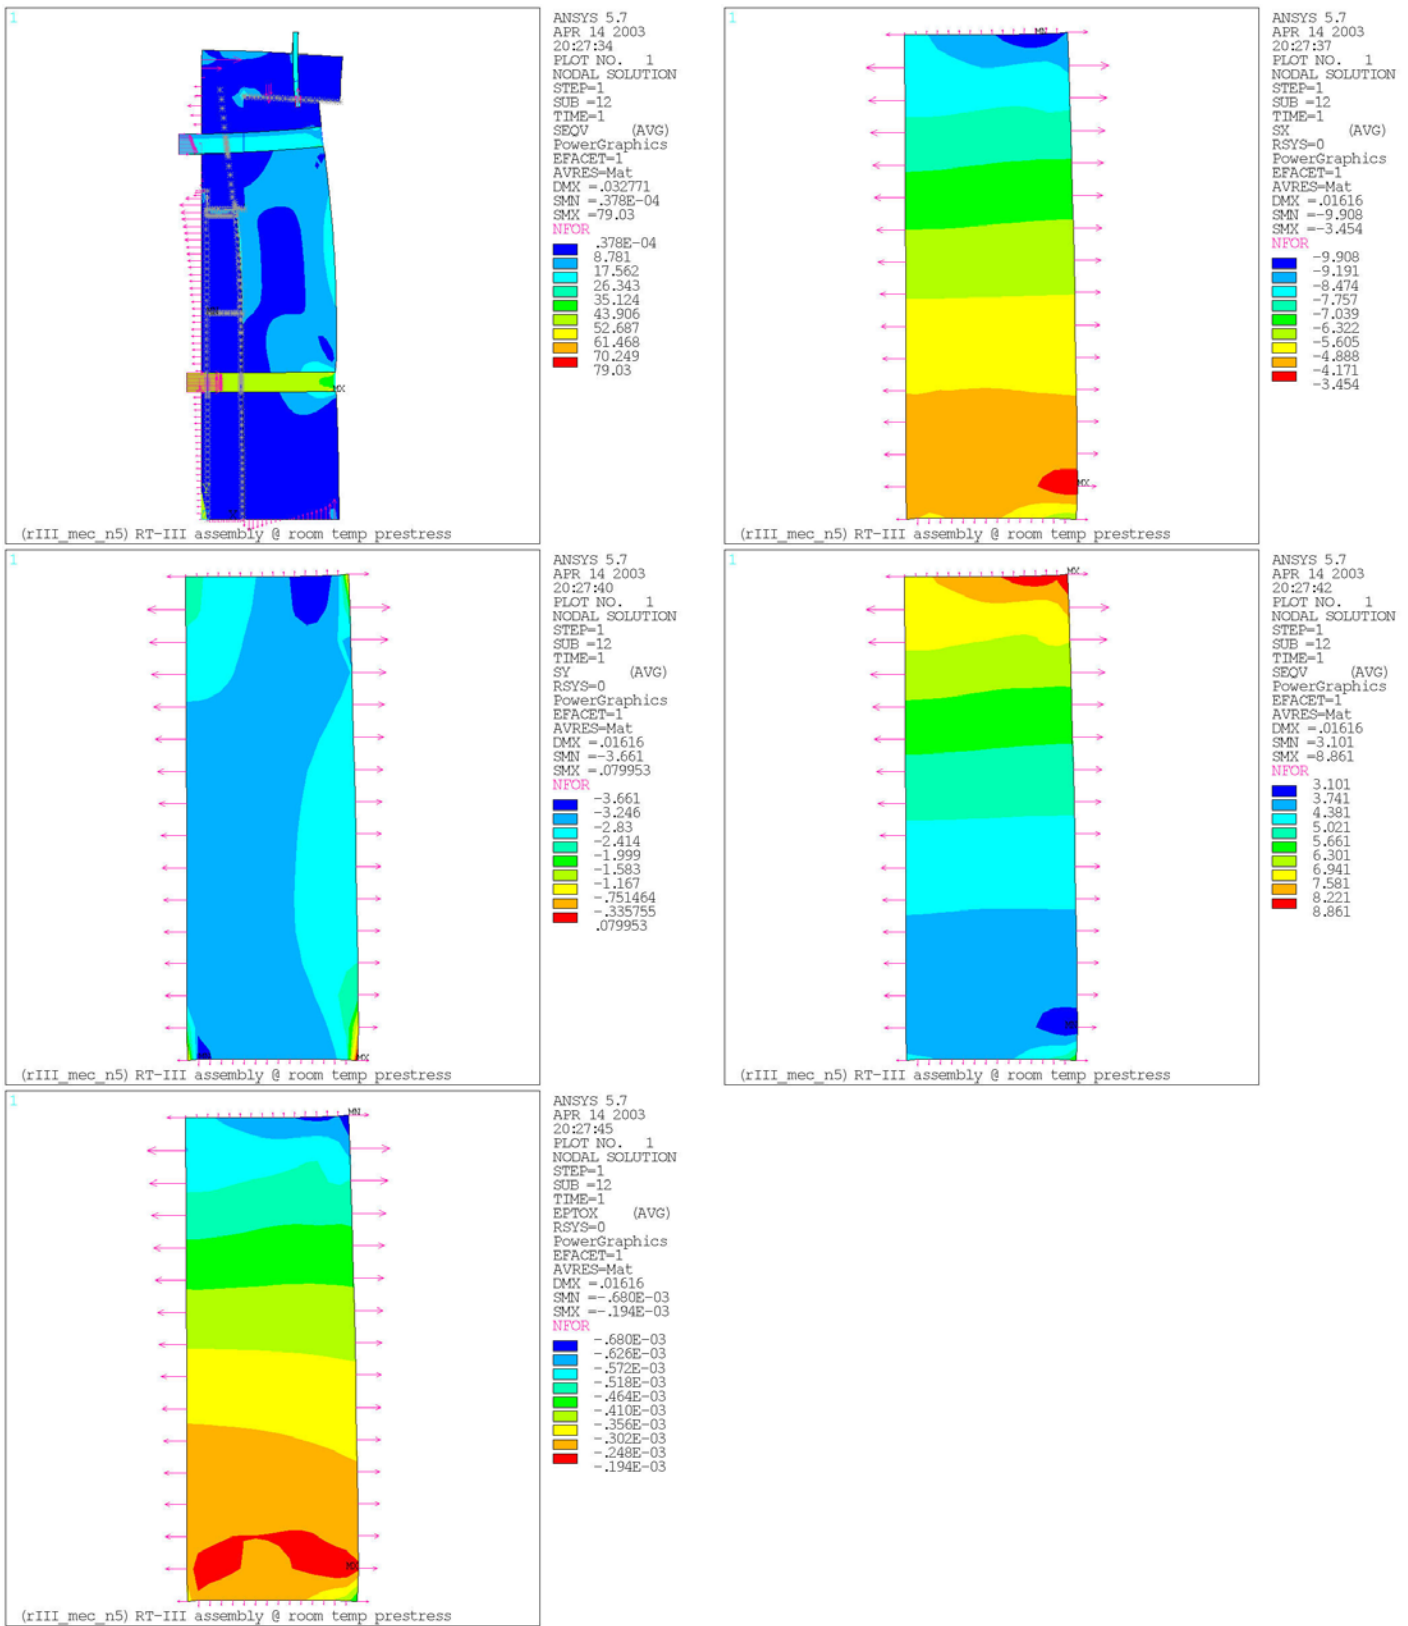 1
ANSYS 5.7
APR 14 2003
20:27:34
PLOT NO. 1
NODAL SOLUTION
STEP=1
SUB =12
TIME=1
SEQV (AVG)
PowerGraphics
EFACET=1
AVRES=Mat
DMX =.032771
SMN =.378E-04
SMX =79.03
NFOR
.378E-04
8.781
17.562
26.343
35.124
43.906
52.687
61.468
70.249
79.03
MX
(rIII_mec_n5) RT-III assembly @ room temp prestress
ANSYS 5.7
APR 14 2003
20:27:37
PLOT NO. 1
NODAL SOLUTION
STEP=1
SUB =12
TIME=1
SX (AVG)
RSYS=0
PowerGraphics
EFACET=1
AVRES=Mat
DMX =.01616
SMN =-9.908
SMX =-3.454
NFOR
-9.908
-9.191
-8.474
-7.757
-7.039
-6.322
-5.605
-4.888
-4.171
-3.454
1
MN
MX
(rIII_mec_n5) RT-III assembly @ room temp prestress
1
ANSYS 5.7
APR 14 2003
20:27:40
PLOT NO. 1
NODAL SOLUTION
STEP=1
SUB =12
TIME=1
SY (AVG)
RSYS=0
PowerGraphics
EFACET=1
AVRES=Mat
DMX =.01616
SMN =-3.661
SMX =.079953
NFOR
-3.661
-3.246
-2.83
-2.414
-1.999
-1.583
-1.167
-.751464
-.335755
.079953
MX
(rIII_mec_n5) RT-III assembly @ room temp prestress
1
MX
ANSYS 5.7
APR 14 2003
20:27:42
PLOT NO. 1
NODAL SOLUTION
STEP=1
SUB =12
TIME=1
SEQV (AVG)
PowerGraphics
EFACET=1
AVRES=Mat
DMX =.01616
SMN =3.101
SMX =8.861
NFOR
3.101
3.741
4.381
5.021
5.661
6.301
6.941
7.581
8.221
8.861
(rIII_mec_n5) RT-III assembly @ room temp prestress
1
MN
ANSYS 5.7
APR 14 2003
20:27:45
PLOT NO. 1
NODAL SOLUTION
STEP=1
SUB =12
TIME=1
EPTOX (AVG)
RSYS=0
PowerGraphics
EFACET=1
AVRES=Mat
DMX =.01616
SMN =-.680E-03
SMX =-.194E-03
NFOR
-.680E-03
-.626E-03
-.572E-03
-.518E-03
-.464E-03
-.410E-03
-.356E-03
-.302E-03
-.248E-03
-.194E-03
MX
(rIII_mec_n5) RT-III assembly @ room temp prestress